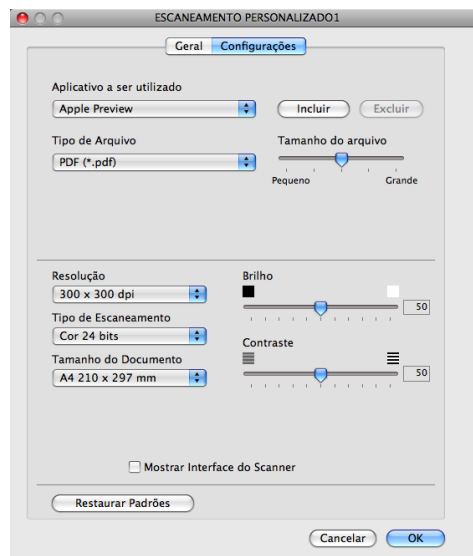 ESCANEAMENTO PERSONALIZADO1
Geral Configurações
Aplicativo a ser utilizado
Apple Preview Incluir Excluir
Tipo de Arquivo Tamanho do arquivo
PDF (*.pdf)
Pequeno Grande
Resolução Brilho
300 x 300 dpi 50
Tipo de Escaneamento
Cor 24 bits
Contraste
Tamanho do Documento
A4 210 x 297 mm 50
Mostrar Interface do Scanner
Restaurar Padrões
Cancelar OK